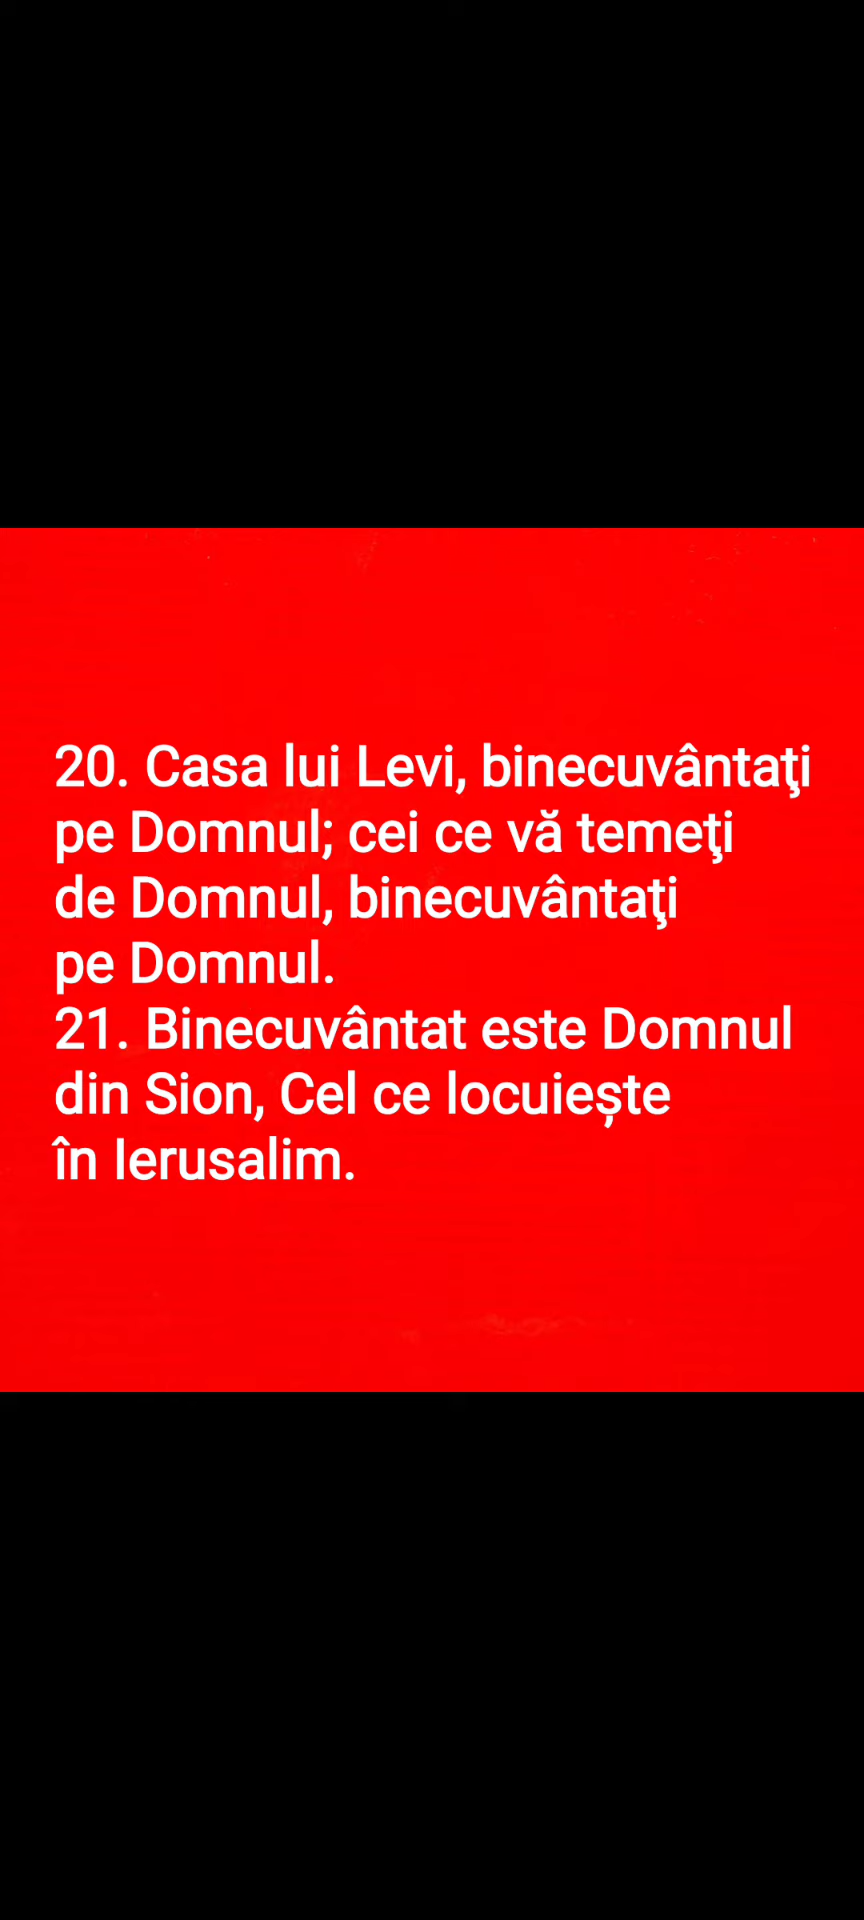 20. Casa lui Levi, binecuvântaţi
pe Domnul; cei ce vă temeţi
de Domnul, binecuvântaţi
pe Domnul.
21. Binecuvântat este Domnul
din Sion, Cel ce locuiește
în Ierusalim.